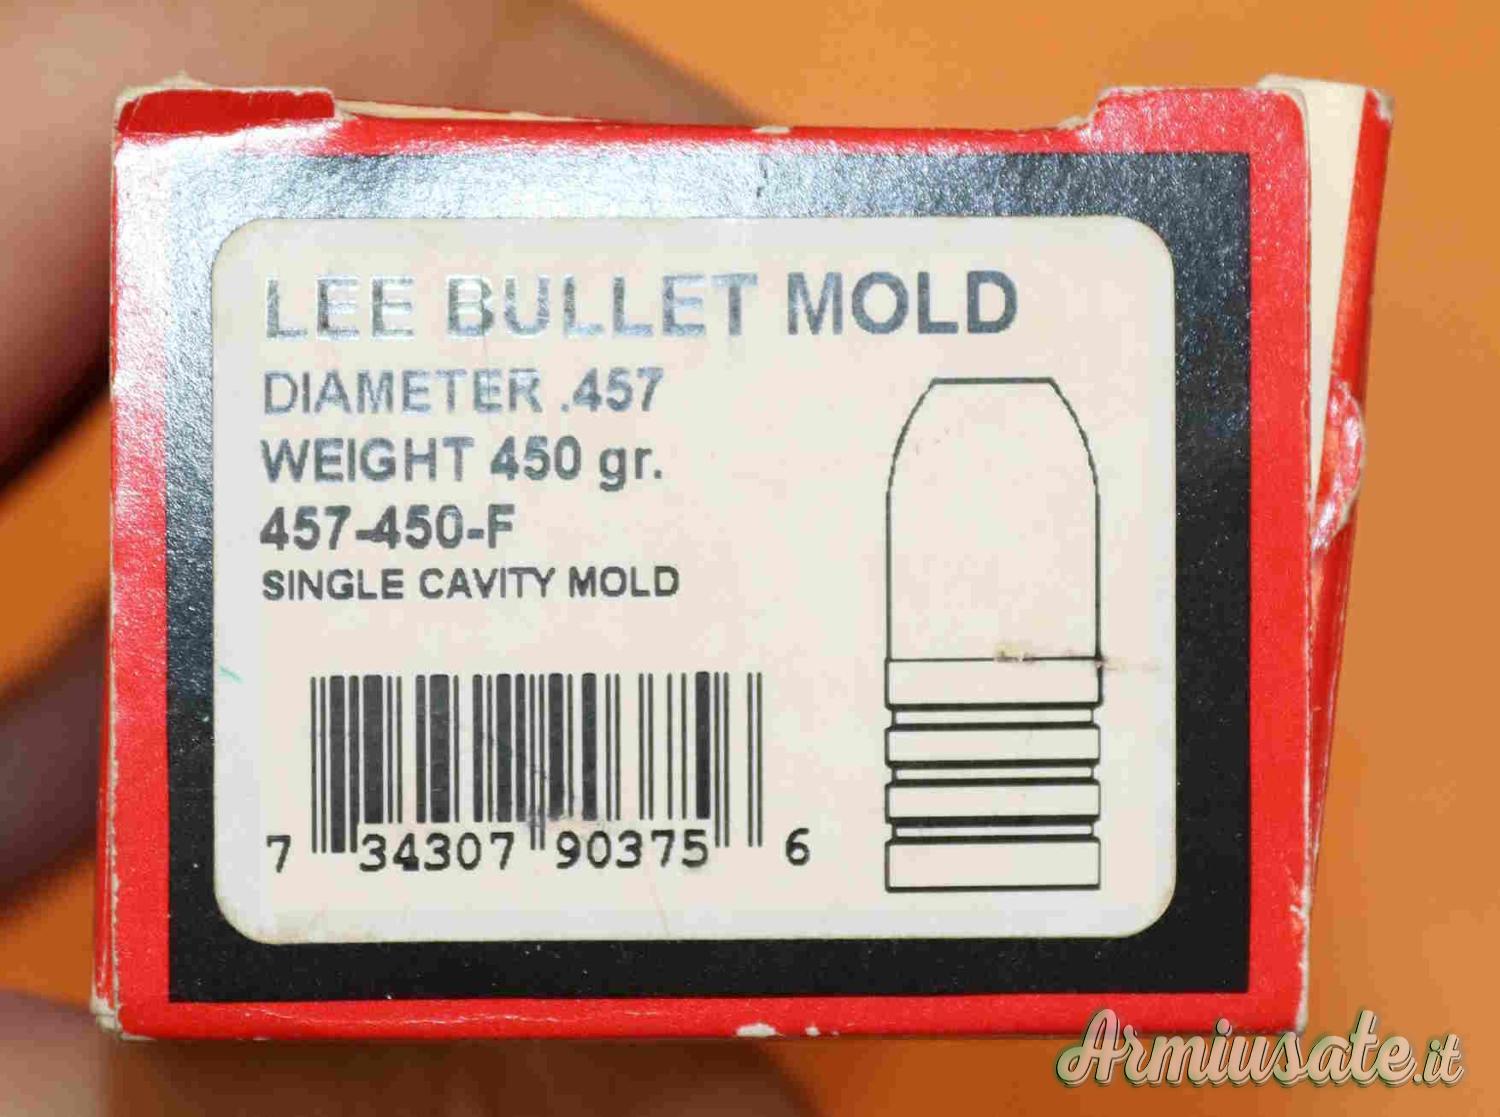 LEE BULLET MOLD
DIAMETER .457
WEIGHT 450 gr.
457-450-F
SINGLE CAVITY MOLD
7 34307 90375 6
Armiusate.it